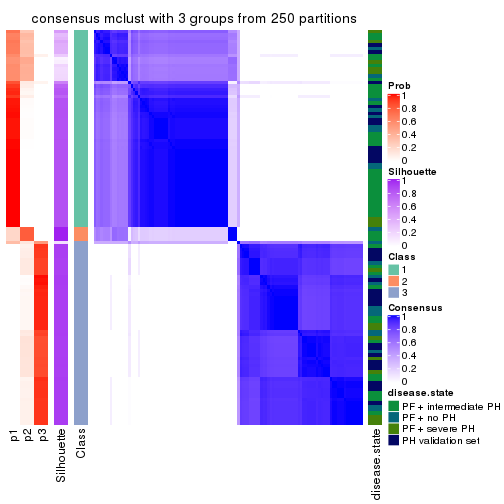 consensus mclust with 3 groups from 250 partitions
Prob
1
0.8
0.6
0.4
0.2
0
Silhouette
1
0.8
0.6
0.4
0.2
0
Class
1
2
3
Consensus
1
0.8
0.6
0.4
0.2
0
disease.state
PF + intermediate PH
PF + no PH
PF + severe PH
PH validation set
p1
p2
p3
Silhouette
Class
disease.state